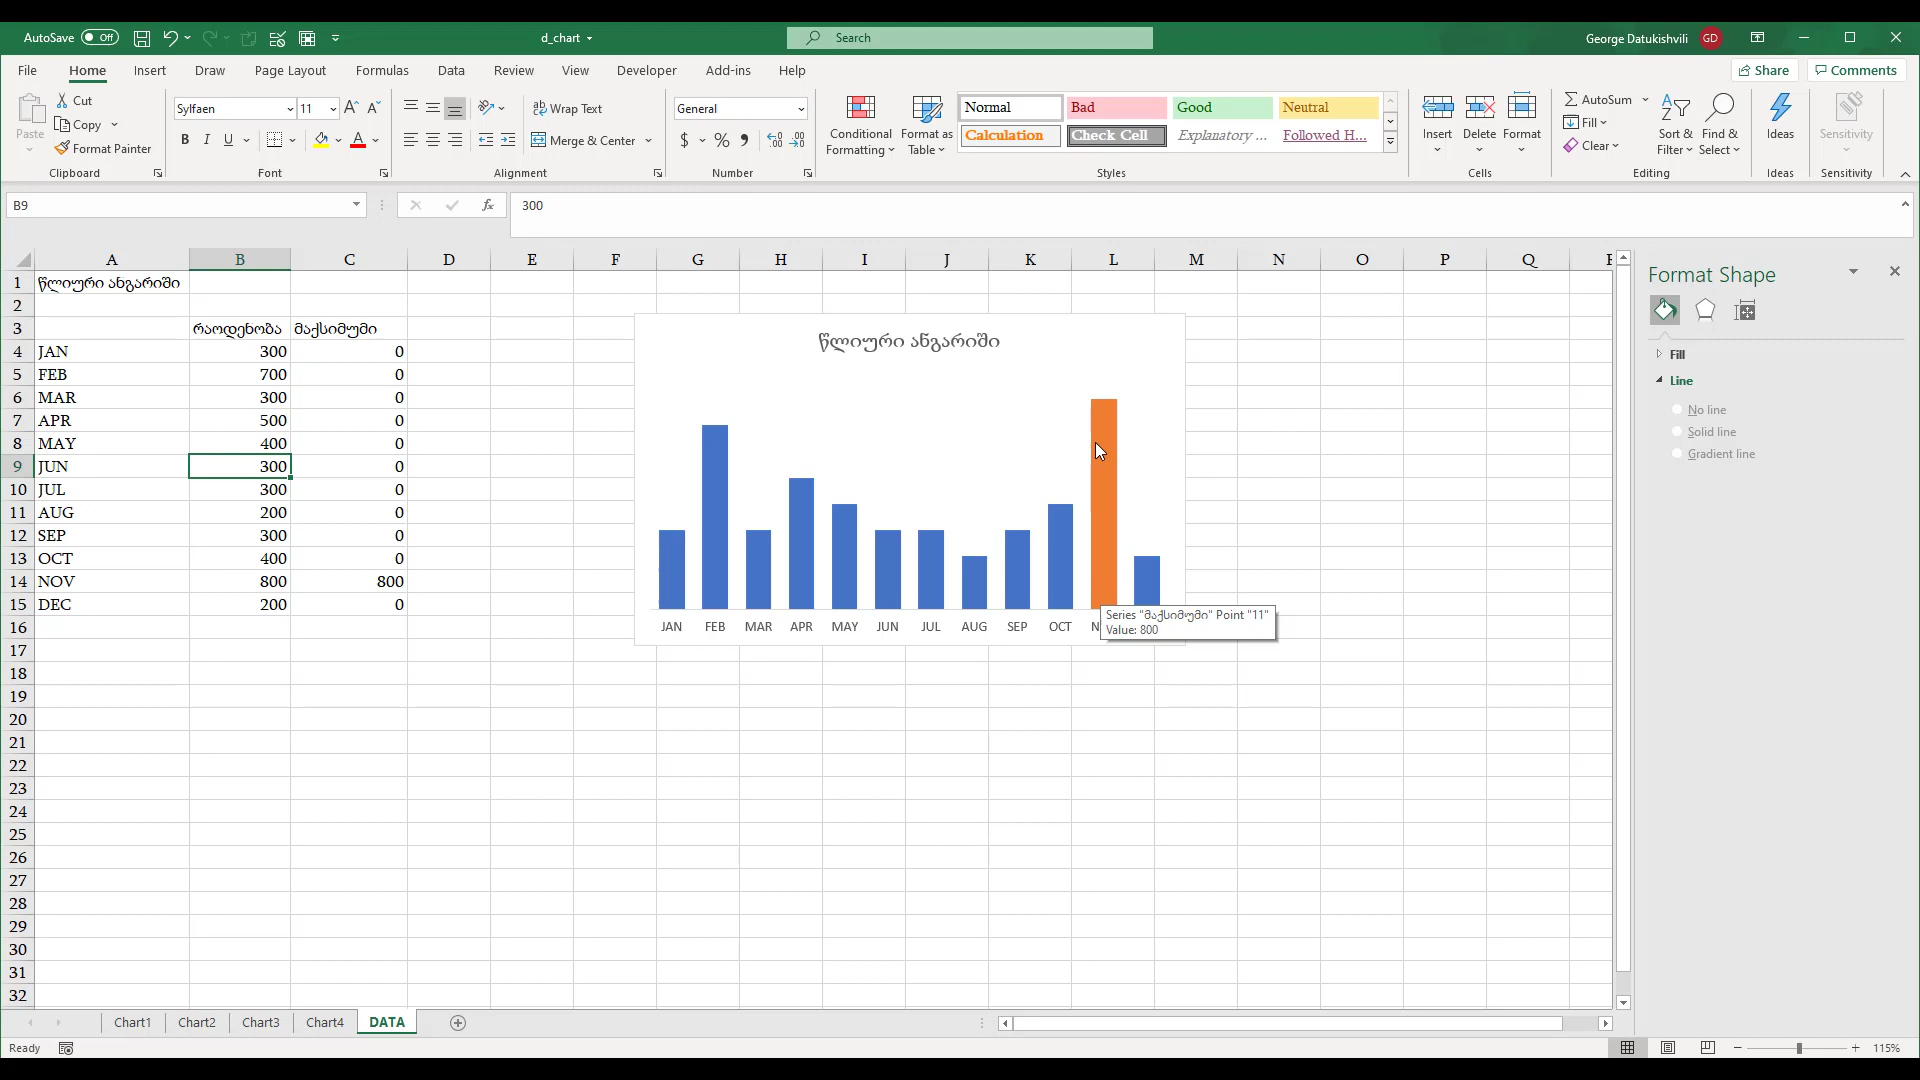 AutoSave Off d_chart Search George Datukishvili GD
File Home Insert Draw Page Layout Formulas Data Review View Developer Add-ins Help Share Comments
Paste Cut Copy Format Painter Clipboard
Sylfaen 11 A A B I U A Font
ab Wrap Text Merge & Center Alignment
General $ % Number
Conditional Formatting Format as Table
Normal Bad Good Neutral
Calculation Check Cell Explanatory ... Followed H...
Styles
Insert Delete Format Cells
AutoSum Fill Clear Sort & Filter Find & Select Editing
Ideas Ideas
Sensitivity Sensitivity
B9 fx 300
A B C D E F G H I J K L M N O P Q
1 წლიური ანგარიში
2
3 რაოდენობა მაქსიმუმი
4 JAN 300 0
5 FEB 700 0
6 MAR 300 0
7 APR 500 0
8 MAY 400 0
9 JUN 300 0
10 JUL 300 0
11 AUG 200 0
12 SEP 300 0
13 OCT 400 0
14 NOV 800 800
15 DEC 200 0
16
17
18
19
20
21
22
23
24
25
26
27
28
29
30
31
32
წლიური ანგარიში
JAN FEB MAR APR MAY JUN JUL AUG SEP OCT
Series "მაქსიმუმი" Point "11"
Value: 800
Format Shape
Fill
Line
No line
Solid line
Gradient line
Chart1 Chart2 Chart3 Chart4 DATA
Ready 115%